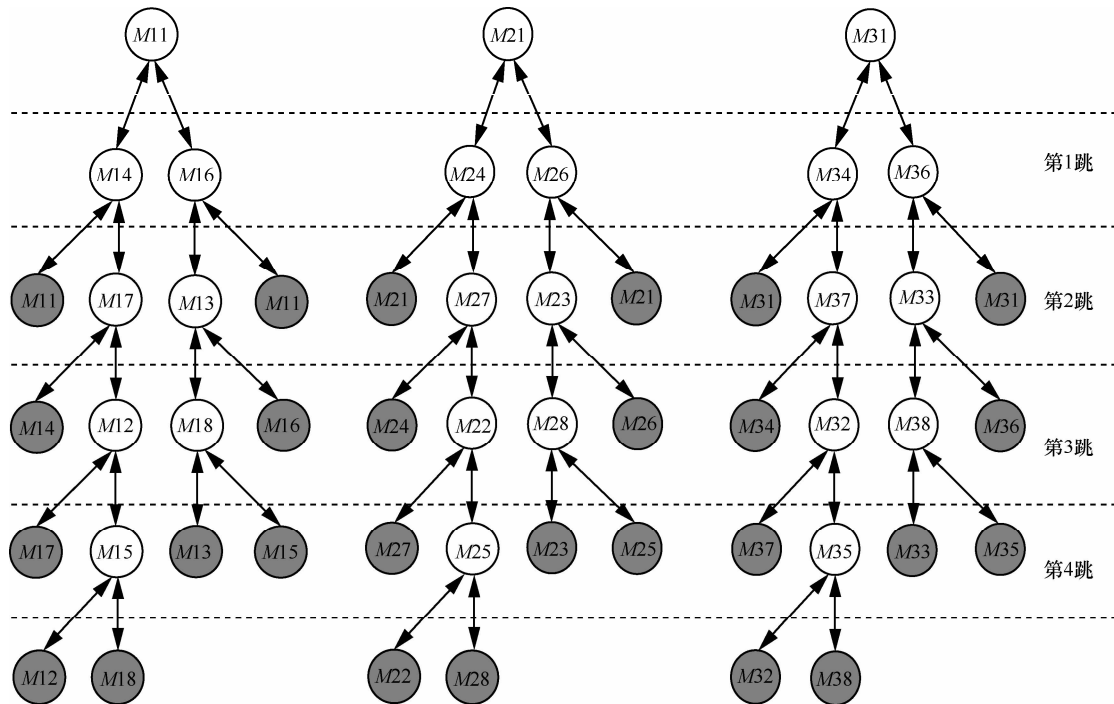 M11 M21 M31
M14 M16 M24 M26 M34 M36 第1跳
M11 M17 M13 M11 M21 M27 M23 M21 M31 M37 M33 M31 第2跳
M14 M12 M18 M16 M24 M22 M28 M26 M34 M32 M38 M36 第3跳
M17 M15 M13 M15 M27 M25 M23 M25 M37 M35 M33 M35 第4跳
M12 M18 M22 M28 M32 M38